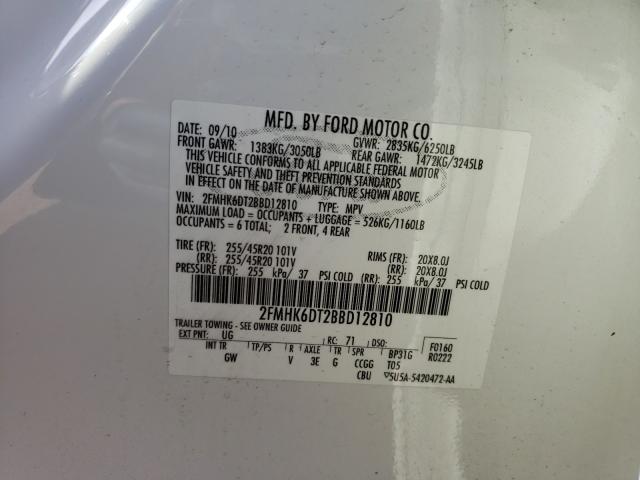 MFD. BY FORD MOTOR CO.
DATE: 09/10 GVWR: 2835KG/6250LB
FRONT GAWR: 1383KG/3050LB REAR GAWR: 1472KG/3245LB
THIS VEHICLE CONFORMS TO ALL APPLICABLE FEDERAL MOTOR
VEHICLE SAFETY AND THEFT PREVENTION STANDARDS
IN EFFECT ON THE DATE OF MANUFACTURE SHOWN ABOVE.
VIN: 2FMHK6DT2BBD12810 TYPE: MPV
MAXIMUM LOAD = OCCUPANTS + LUGGAGE = 526KG/1160LB
OCCUPANTS = 6 TOTAL; 2 FRONT, 4 REAR
TIRE (FR): 255/45R20 101V RIMS (FR): 20X8.0J
(RR): 255/45R20 101V (RR): 20X8.0J
PRESSURE (FR): 255 kPa/ 37 PSI COLD (RR): 255 kPa/ 37 PSI COLD
2FMHK6DT2BBD12810
TRAILER TOWING - SEE OWNER GUIDE
EXT PNT: UG RC: 71 DSO: F0160
INT TR TP/PS R AXLE TR SPR BP31G R0222
GW V 3E G CCGG T05
CBU 5U5A-5420472-AA